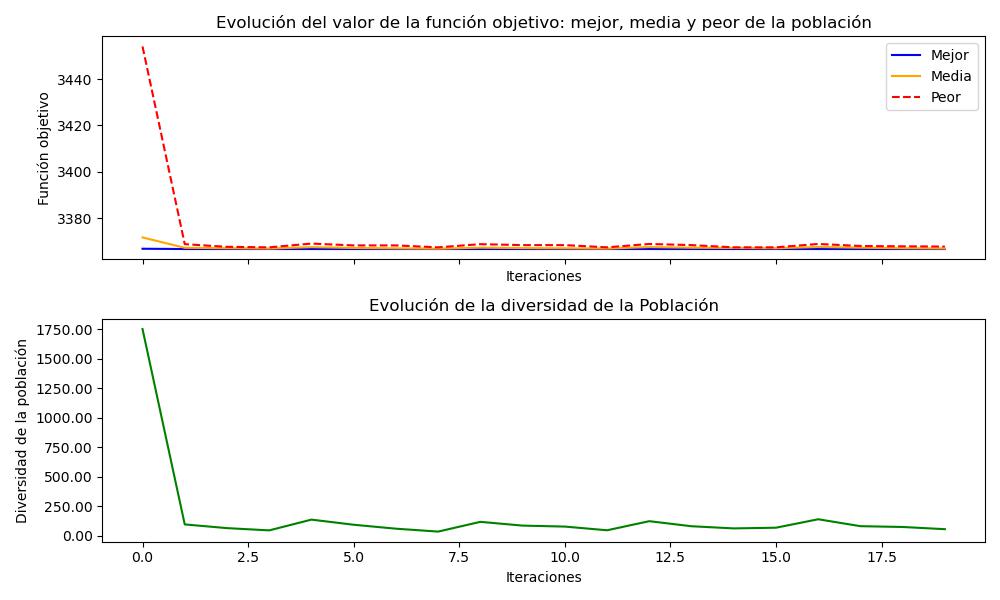 Evolución del valor de la función objetivo: mejor, media y peor de la población
Función objetivo
3440
3420
3400
3380
Mejor
Media
Peor
Iteraciones
Evolución de la diversidad de la Población
Diversidad de la población
1750.00
1500.00
1250.00
1000.00
750.00
500.00
250.00
0.00
0.0 2.5 5.0 7.5 10.0 12.5 15.0 17.5
Iteraciones